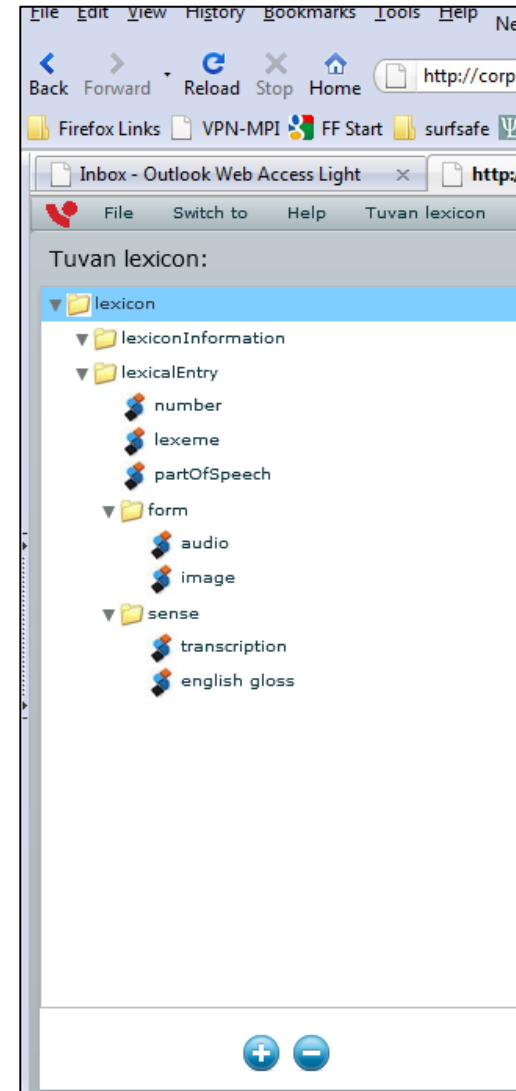 File Edit View History Bookmarks Tools Help Ne
Back Forward Reload Stop Home http://corp
Firefox Links VPN-MPI FF Start surfsafe
Inbox - Outlook Web Access Light × http:/
File Switch to Help Tuvan lexicon
Tuvan lexicon:
lexicon
lexiconInformation
lexicalEntry
number
lexeme
partOfSpeech
form
audio
image
sense
transcription
english gloss